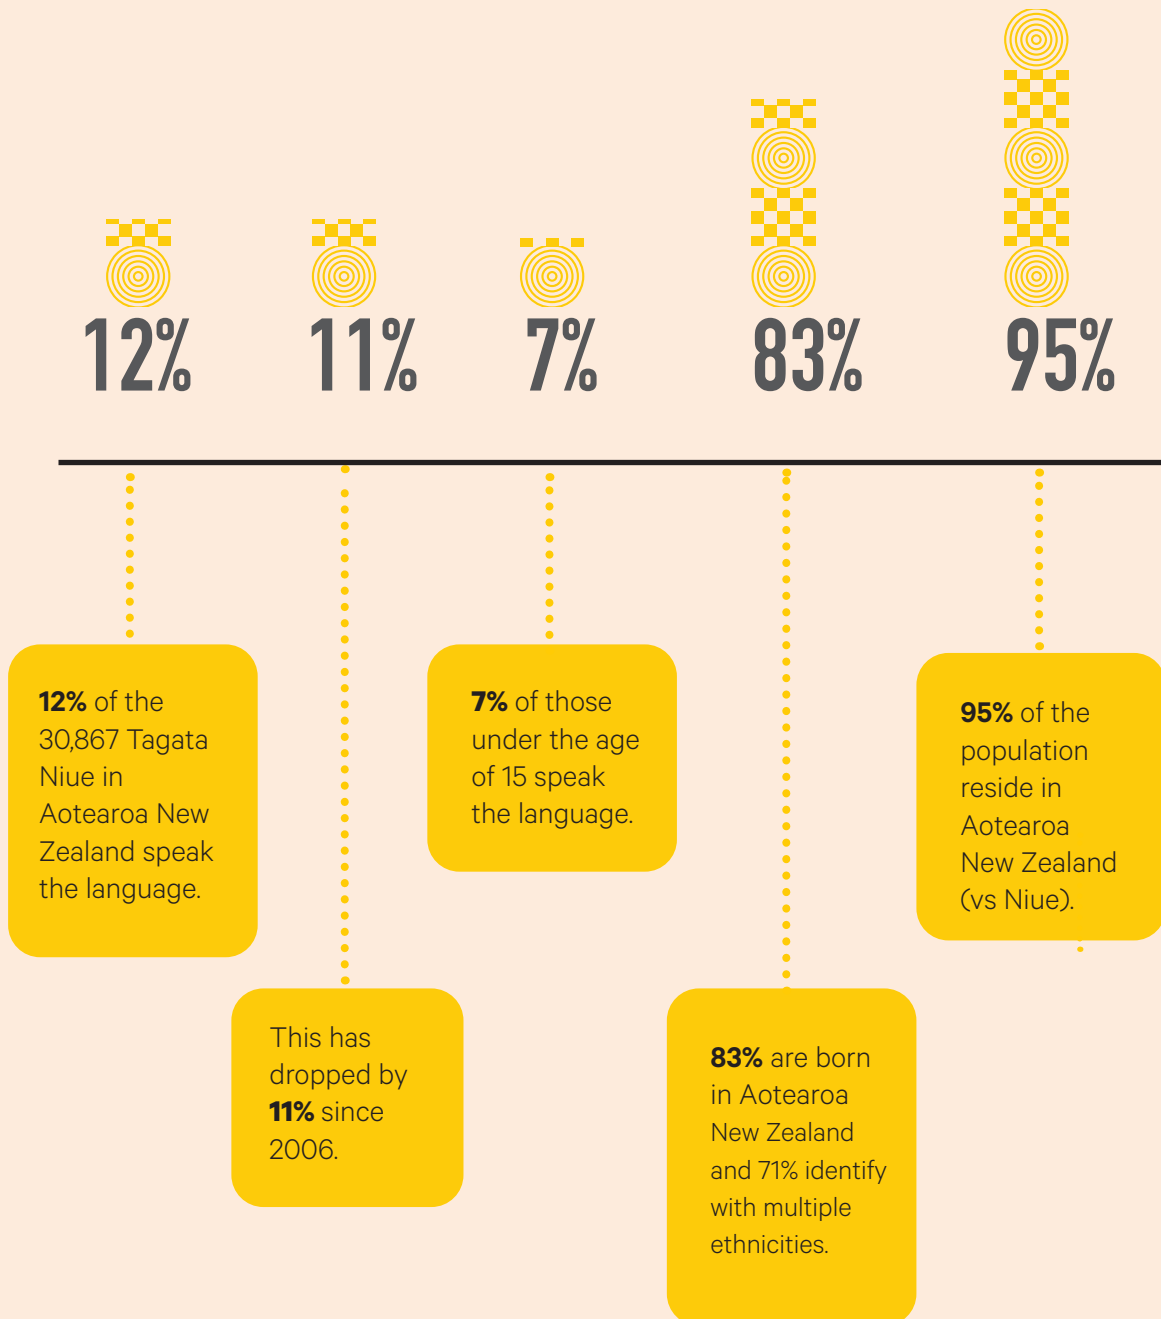 12%
11%
7%
83%
95%
12% of the
30,867 Tagata
Niue in
Aotearoa New
Zealand speak
the language.
This has
dropped by
11% since
2006.
7% of those
under the age
of 15 speak
the language.
83% are born
in Aotearoa
New Zealand
and 71% identify
with multiple
ethnicities.
95% of the
population
reside in
Aotearoa
New Zealand
(vs Niue).